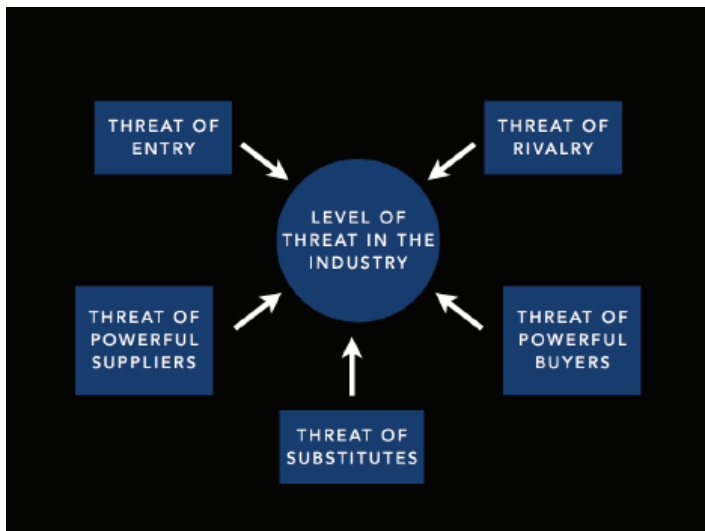 THREAT OF
ENTRY
THREAT OF
RIVALRY
LEVEL OF
THREAT IN THE
INDUSTRY
THREAT OF
POWERFUL
SUPPLIERS
THREAT OF
POWERFUL
BUYERS
THREAT OF
SUBSTITUTES